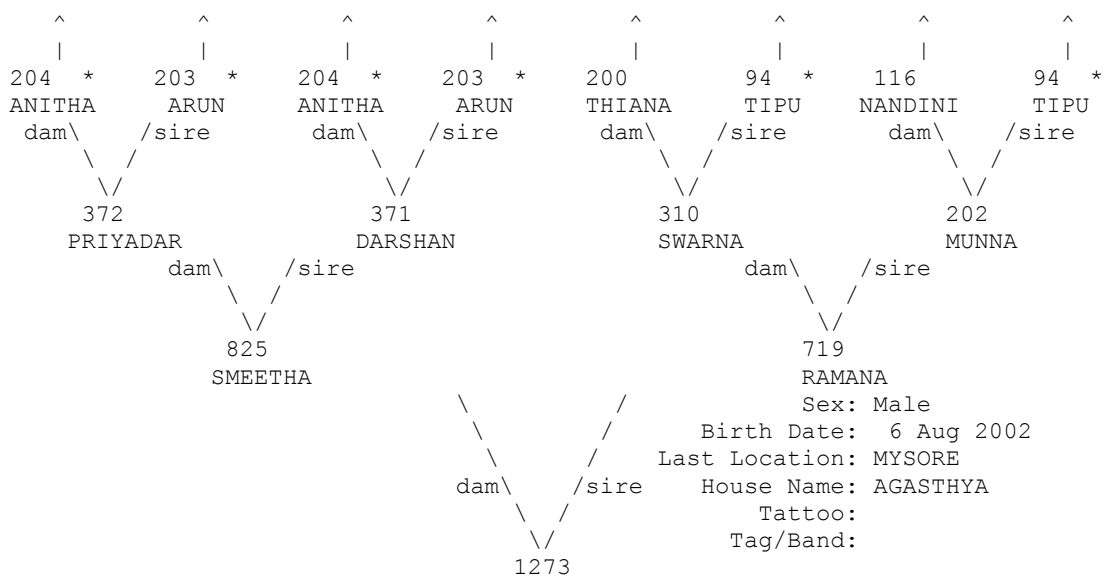 ^ ^ ^ ^ ^ ^ ^ ^
| | | | | | | |
204 * 203 * 204 * 203 * 200 94 * 116 94 *
ANITHA ARUN ANITHA ARUN THIANA TIPU NANDINI TIPU
dam\ /sire dam\ /sire dam\ /sire dam\ /sire
\ / \ / \ / \ /
\/ \/ \/ \/
372 371 310 202
PRIYADAR DARSHAN SWARNA MUNNA
dam\ /sire dam\ /sire
\ / \ /
\/ \/
825 719
SMEETHA RAMANA
\ / Sex: Male
\ / Birth Date: 6 Aug 2002
\ / Last Location: MYSORE
dam\ /sire House Name: AGASTHYA
\ / Tattoo:
\/ Tag/Band:
1273